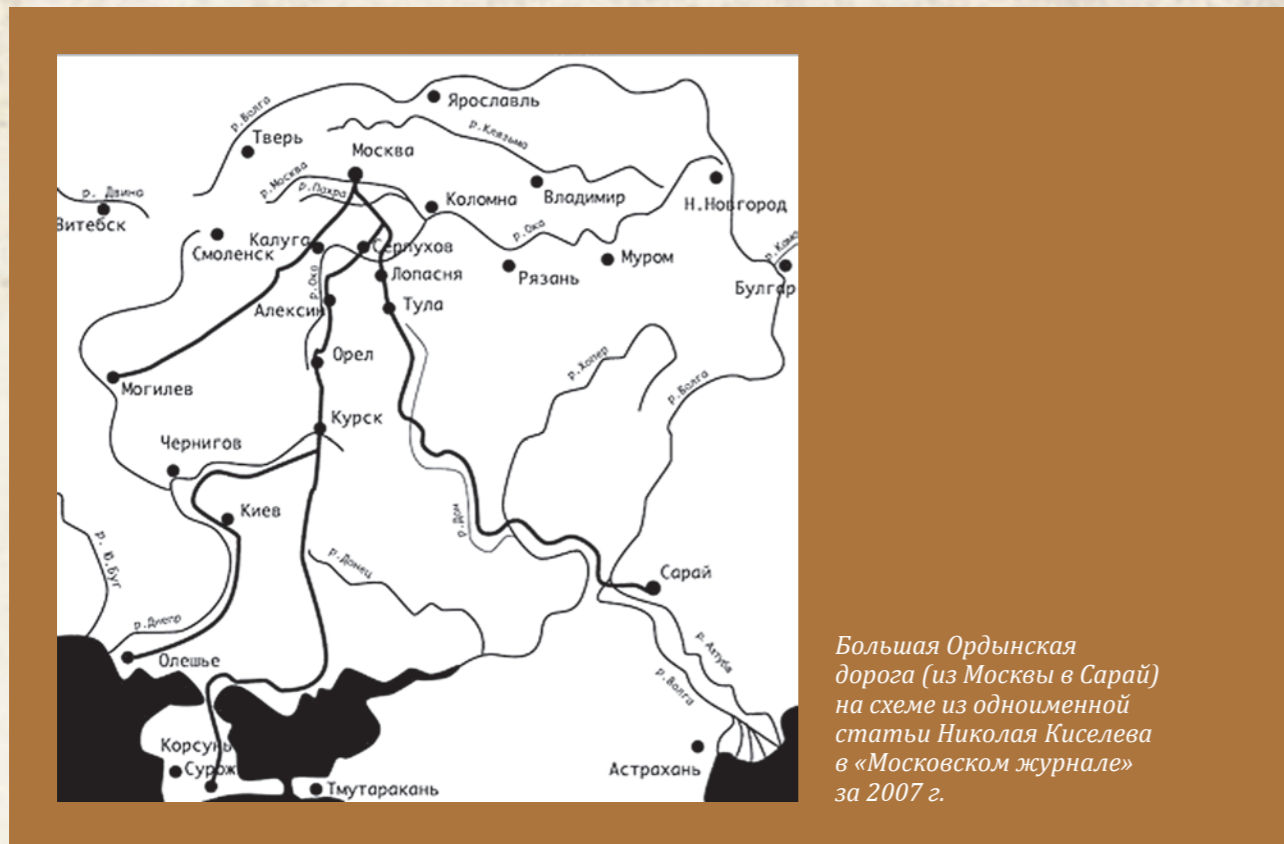 Ярославль
р.Волга
Тверь
р.Клязьма
Москва
р.Москва
р.Пахра
р. Двина
Витебск
Коломна
Владимир
Н.Новгород
р.Ока
р.Кама
Смоленск
Калуга
Серпухов
Муром
Рязань
Лопасня
Булгар
р.Ока
Алексин
Тула
Орел
р.Хопер
р.Волга
Могилев
Курск
Чернигов
Киев
р.Дон
р. Ю.Буг
р.Донец
Сарай
р.Днепр
Олешье
р.Ахтуба
р.Волга
Корсунь
Сурож
Астрахань
Тмутаракань
Большая Ордынская
дорога (из Москвы в Сарай)
на схеме из одноименной
статьи Николая Киселева
в «Московском журнале»
за 2007 г.